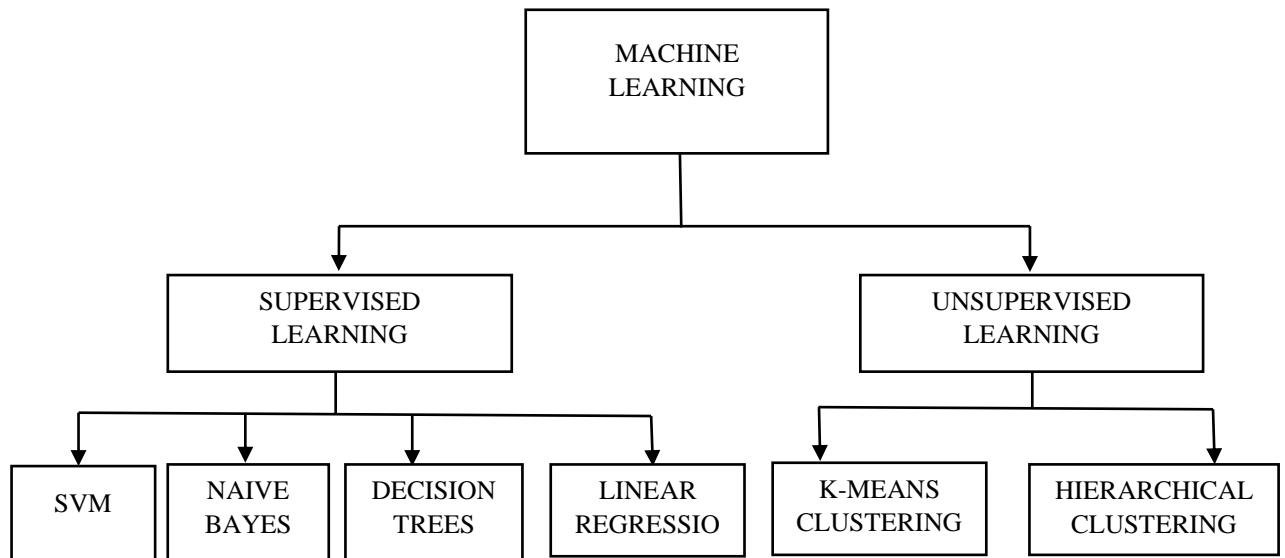 MACHINE
LEARNING
SUPERVISED
LEARNING
UNSUPERVISED
LEARNING
SVM
NAIVE
BAYES
DECISION
TREES
LINEAR
REGRESSIO
K-MEANS
CLUSTERING
HIERARCHICAL
CLUSTERING